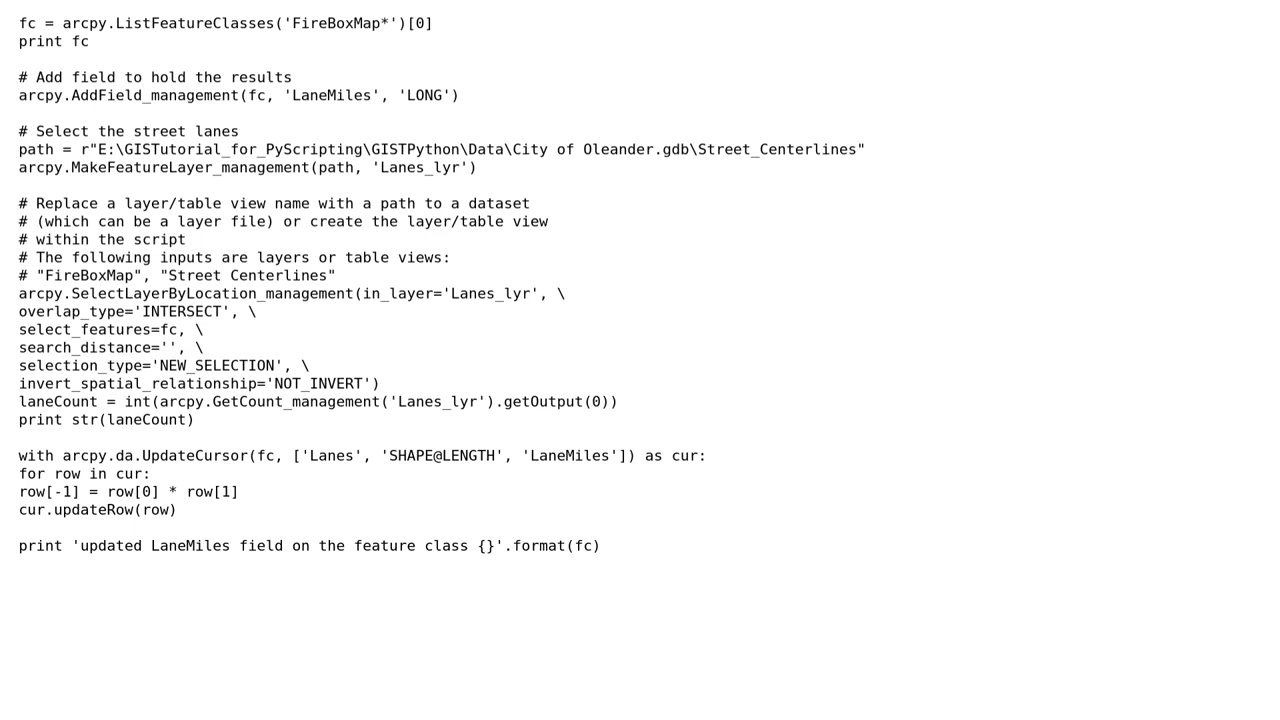 fc = arcpy.ListFeatureClasses('FireBoxMap*')[0]
print fc
# Add field to hold the results
arcpy.AddField_management(fc, 'LaneMiles', 'LONG')
# Select the street lanes
path = r"E:\GISTutorial_for_PyScripting\GISTPython\Data\City of Oleander.gdb\Street_Centerlines"
arcpy.MakeFeatureLayer_management(path, 'Lanes_lyr')
# Replace a layer/table view name with a path to a dataset
# (which can be a layer file) or create the layer/table view
# within the script
# The following inputs are layers or table views:
# "FireBoxMap", "Street Centerlines"
arcpy.SelectLayerByLocation_management(in_layer='Lanes_lyr', \
overlap_type='INTERSECT', \
select_features=fc, \
search_distance='', \
selection_type='NEW_SELECTION', \
invert_spatial_relationship='NOT_INVERT')
laneCount = int(arcpy.GetCount_management('Lanes_lyr').getOutput(0))
print str(laneCount)
with arcpy.da.UpdateCursor(fc, ['Lanes', 'SHAPE@LENGTH', 'LaneMiles']) as cur:
for row in cur:
row[-1] = row[0] * row[1]
cur.updateRow(row)
print 'updated LaneMiles field on the feature class {}'.format(fc)